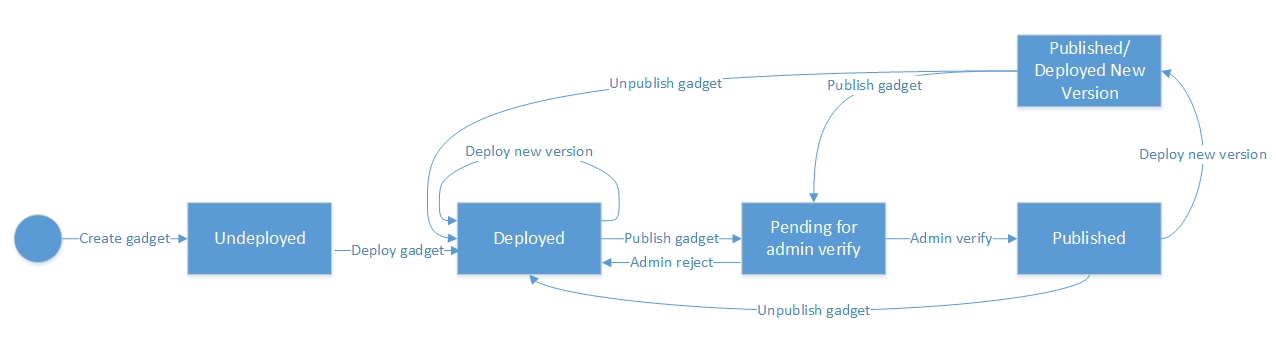 Published/
Deployed New
Version
Unpublish gadget
Publish gadget
Deploy new version
Deploy new version
Create gadget
Undeployed
Deploy gadget
Deployed
Publish gadget
Admin reject
Pending for
admin verify
Admin verify
Published
Unpublish gadget